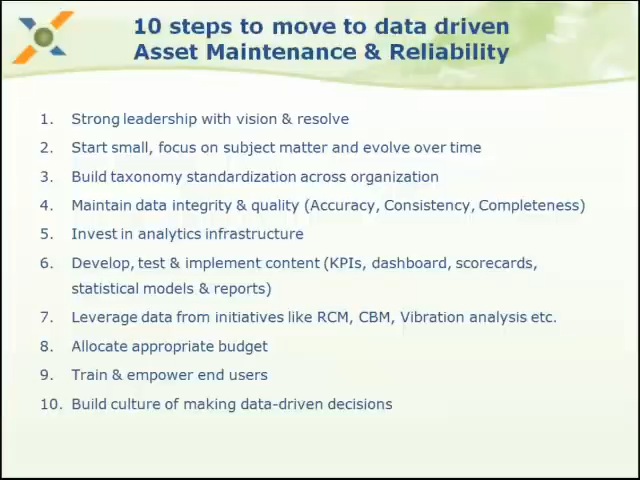 10 steps to move to data driven
Asset Maintenance & Reliability
1. Strong leadership with vision & resolve
2. Start small, focus on subject matter and evolve over time
3. Build taxonomy standardization across organization
4. Maintain data integrity & quality (Accuracy, Consistency, Completeness)
5. Invest in analytics infrastructure
6. Develop, test & implement content (KPIs, dashboard, scorecards,
statistical models & reports)
7. Leverage data from initiatives like RCM, CBM, Vibration analysis etc.
8. Allocate appropriate budget
9. Train & empower end users
10. Build culture of making data-driven decisions